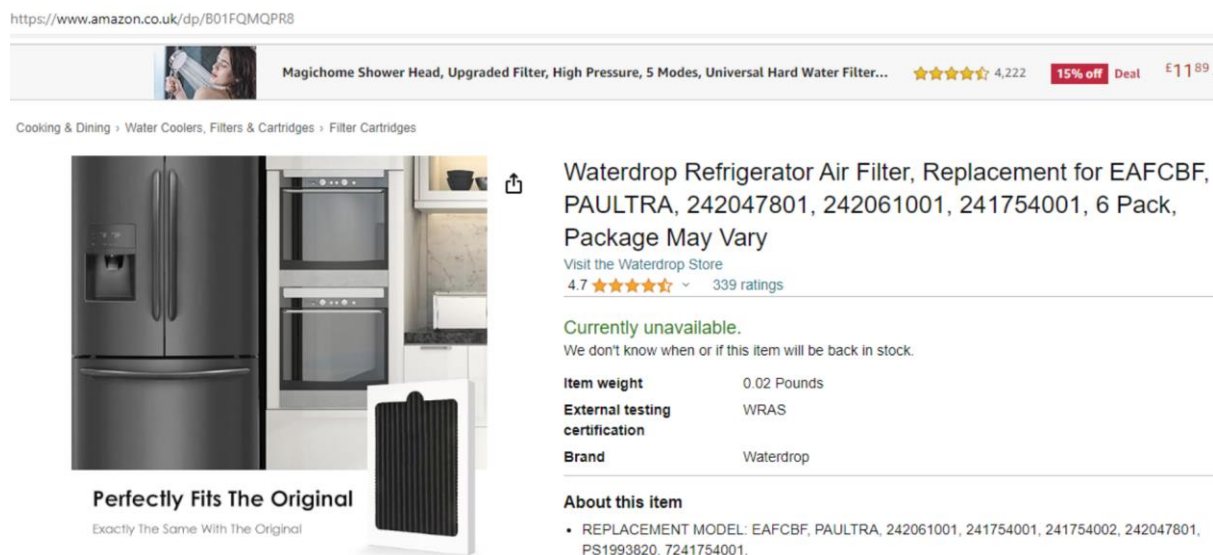 https://www.amazon.co.uk/dp/B01FQMQPR8
Magichome Shower Head, Upgraded Filter, High Pressure, 5 Modes, Universal Hard Water Filter... 4,222 15% off Deal £1189
Cooking & Dining › Water Coolers, Filters & Cartridges › Filter Cartridges
Waterdrop Refrigerator Air Filter, Replacement for EAFCBF,
PAULTRA, 242047801, 242061001, 241754001, 6 Pack,
Package May Vary
Visit the Waterdrop Store
4.7 339 ratings
Currently unavailable.
We don't know when or if this item will be back in stock.
Item weight 0.02 Pounds
External testing WRAS
certification
Brand Waterdrop
Perfectly Fits The Original
Exactly The Same With The Original
About this item
• REPLACEMENT MODEL: EAFCBF, PAULTRA, 242061001, 241754001, 241754002, 242047801,
PS1993820, 7241754001.